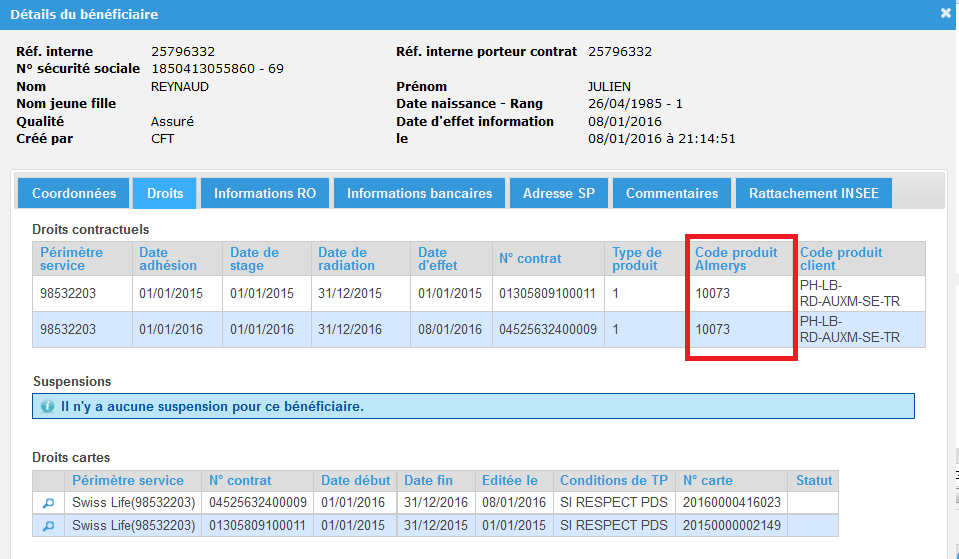 Détails du bénéficiaire
Réf. interne 25796332 Réf. interne porteur contrat 25796332
N° sécurité sociale 1850413055860 - 69
Nom REYNAUD Prénom JULIEN
Nom jeune fille Date naissance - Rang 26/04/1985 - 1
Qualité Assuré Date d'effet information 08/01/2016
Créé par CFT le 08/01/2016 à 21:14:51
Coordonnées Droits Informations RO Informations bancaires Adresse SP Commentaires Rattachement INSEE
Droits contractuels
Périmètre service Date adhésion Date de stage Date de radiation Date d'effet N° contrat Type de produit Code produit Almerys Code produit client
98532203 01/01/2015 01/01/2015 31/12/2015 01/01/2015 01305809100011 1 10073 PH-LB-RD-AUXM-SE-TR
98532203 01/01/2016 01/01/2016 31/12/2016 08/01/2016 04525632400009 1 10073 PH-LB-RD-AUXM-SE-TR
Suspensions
Il n'y a aucune suspension pour ce bénéficiaire.
Droits cartes
Périmètre service N° contrat Date début Date fin Editée le Conditions de TP N° carte Statut
Swiss Life(98532203) 04525632400009 01/01/2016 31/12/2016 08/01/2016 SI RESPECT PDS 20160000416023
Swiss Life(98532203) 01305809100011 01/01/2015 31/12/2015 01/01/2015 SI RESPECT PDS 20150000002149